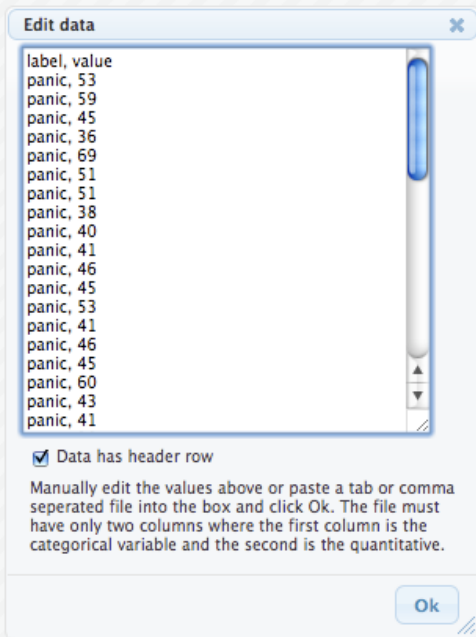 Edit data
label, value
panic, 53
panic, 59
panic, 45
panic, 36
panic, 69
panic, 51
panic, 51
panic, 38
panic, 40
panic, 41
panic, 46
panic, 45
panic, 53
panic, 41
panic, 46
panic, 45
panic, 60
panic, 43
panic, 41
Data has header row
Manually edit the values above or paste a tab or comma
seperated file into the box and click Ok. The file must
have only two columns where the first column is the
categorical variable and the second is the quantitative.
Ok